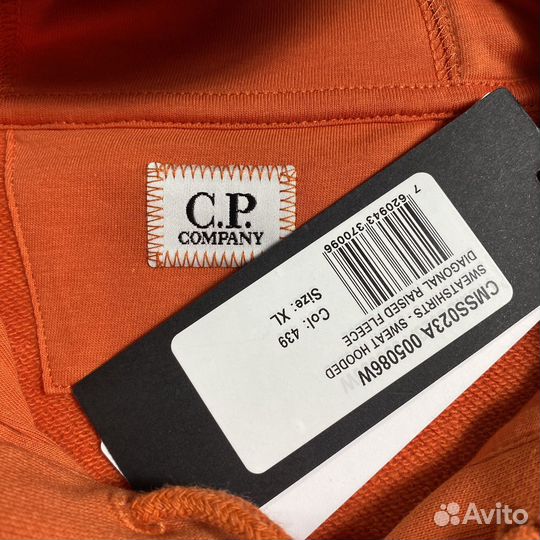 C.P.
COMPANY
7 620943 370096
CMSS023A 005086W
SWEATSHIRTS - SWEAT HOODED
DIAGONAL RAISED FLEECE
Col: 439
Size: XL
Avito